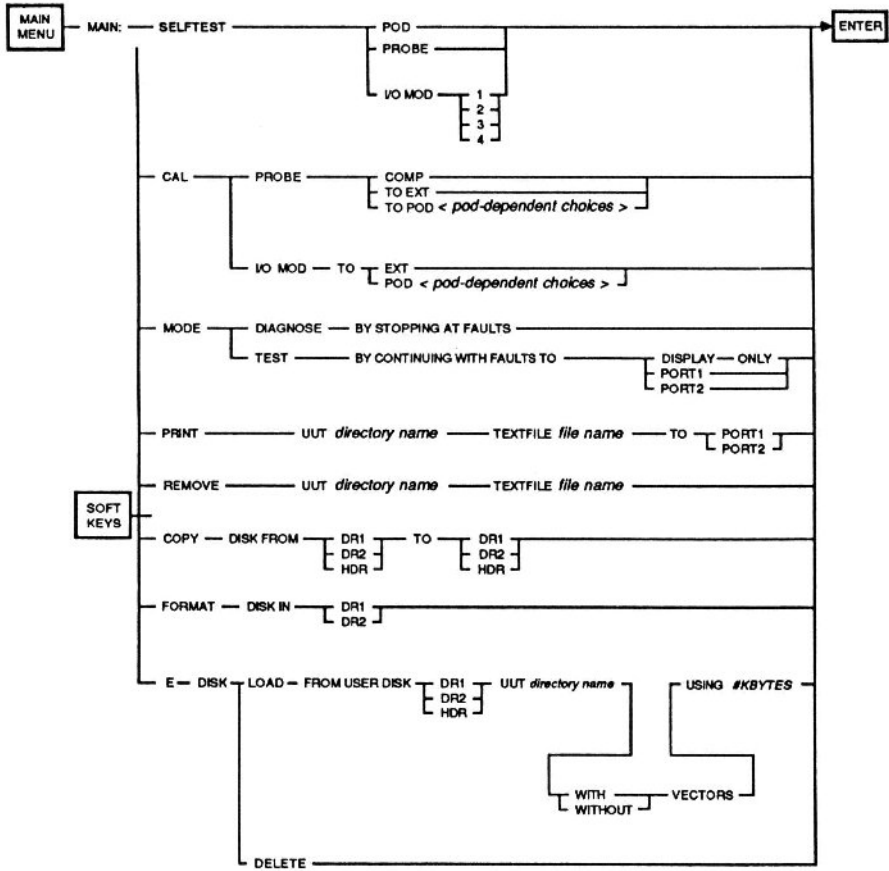 MAIN MENU
MAIN: SELFTEST POD
ENTER
PROBE
I/O MOD 1
2
3
4
CAL PROBE COMP
TO EXT
TO POD < pod-dependent choices >
I/O MOD TO EXT
POD < pod-dependent choices >
MODE DIAGNOSE BY STOPPING AT FAULTS
TEST BY CONTINUING WITH FAULTS TO DISPLAY ONLY
PORT1
PORT2
PRINT UUT directory name TEXTFILE file name TO PORT1
PORT2
REMOVE UUT directory name TEXTFILE file name
SOFT KEYS
COPY DISK FROM DR1 TO DR1
DR2 DR2
HDR HDR
FORMAT DISK IN DR1
DR2
E DISK LOAD FROM USER DISK DR1 UUT directory name USING #KBYTES
DR2
HDR
WITH VECTORS
WITHOUT
DELETE